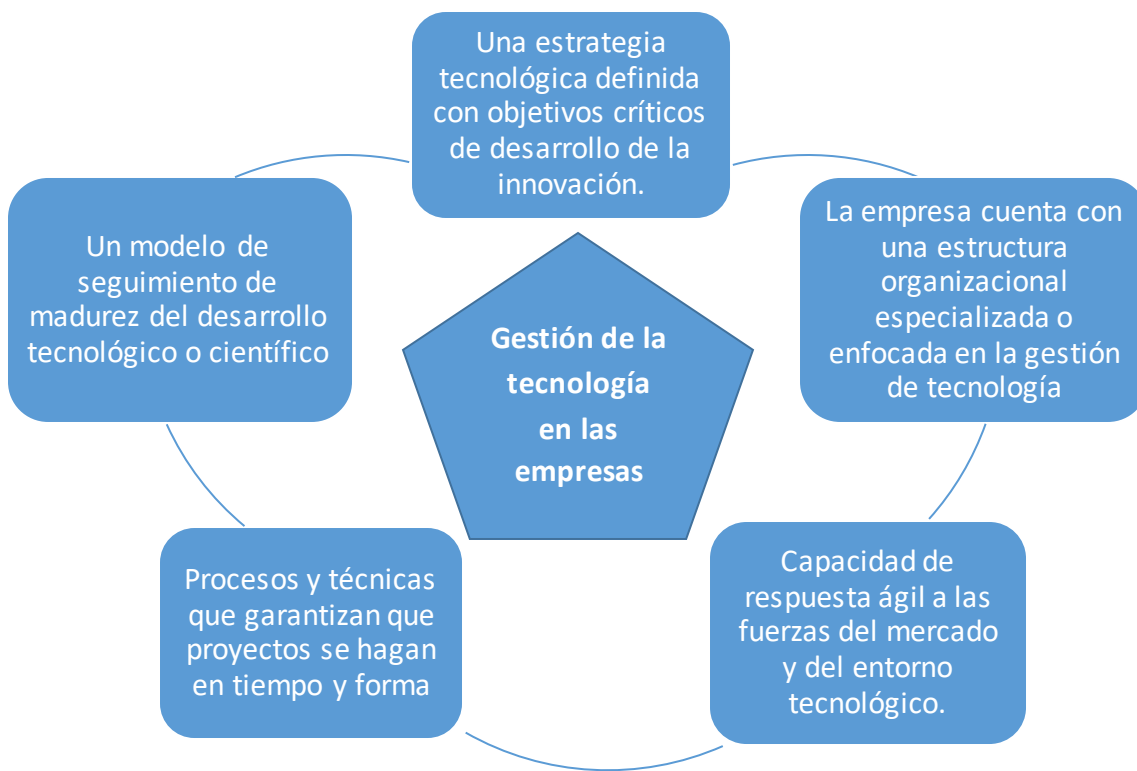 Una estrategia
tecnológica definida
con objetivos críticos
de desarrollo de la
innovación.
La empresa cuenta con
una estructura
organizacional
especializada o
enfocada en la gestión
de tecnología
Capacidad de
respuesta ágil a las
fuerzas del mercado
y del entorno
tecnológico.
Procesos y técnicas
que garantizan que
proyectos se hagan
en tiempo y forma
Un modelo de
seguimiento de
madurez del desarrollo
tecnológico o científico
Gestión de la
tecnología
en las
empresas